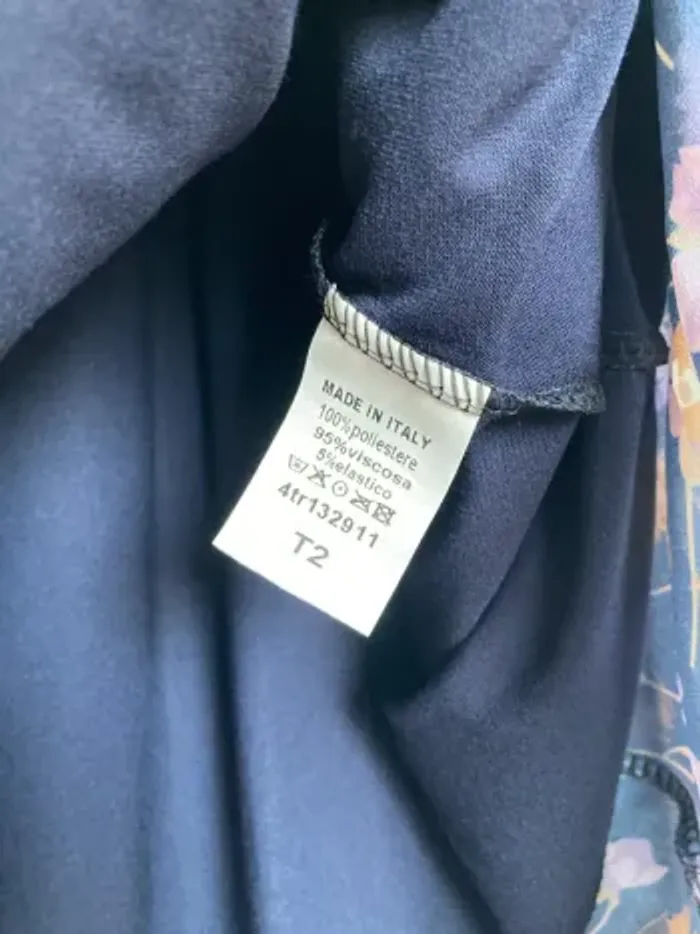 MADE IN ITALY
100%poliestere
95%viscosa
5%elastico
4tr132911
T2